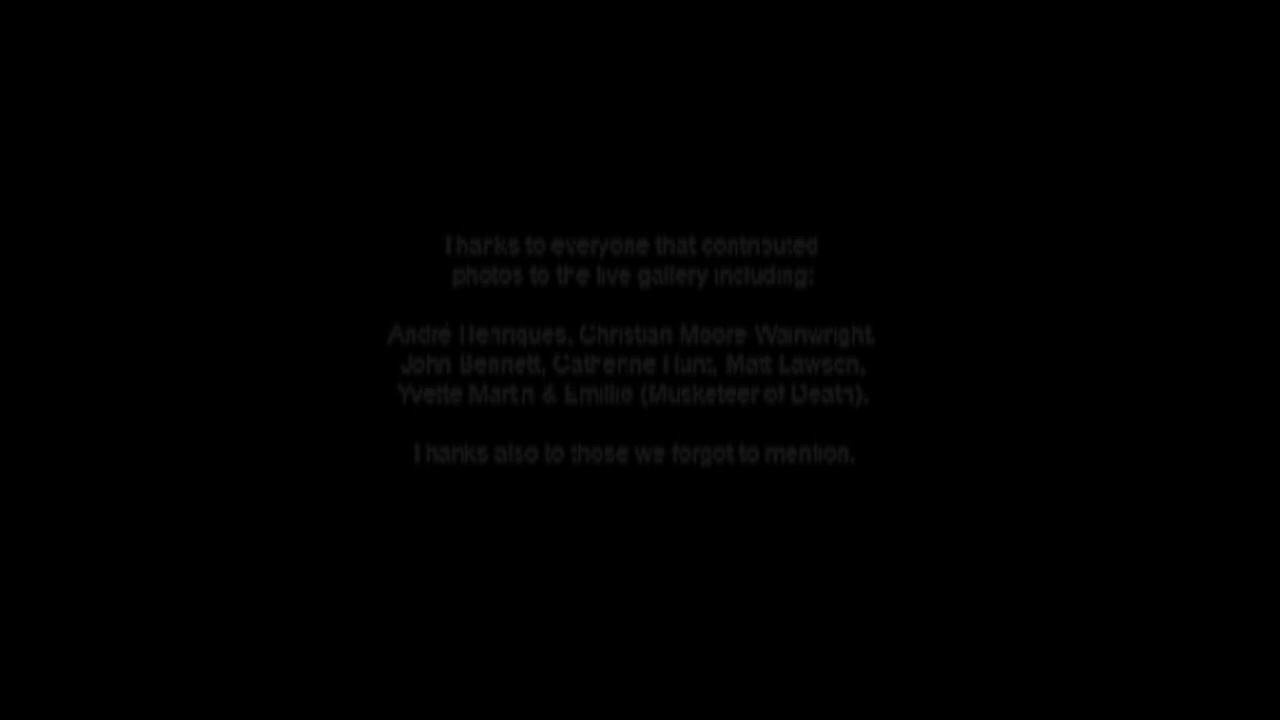 Thanks to everyone that contributed
photos to the live gallery including:
André Henriques, Christian Moore-Wainwright,
John Bennett, Catherine Hunt, Matt Lawson,
Yvette Martin & Emilio (Musketeer of Death).
Thanks also to those we forgot to mention.